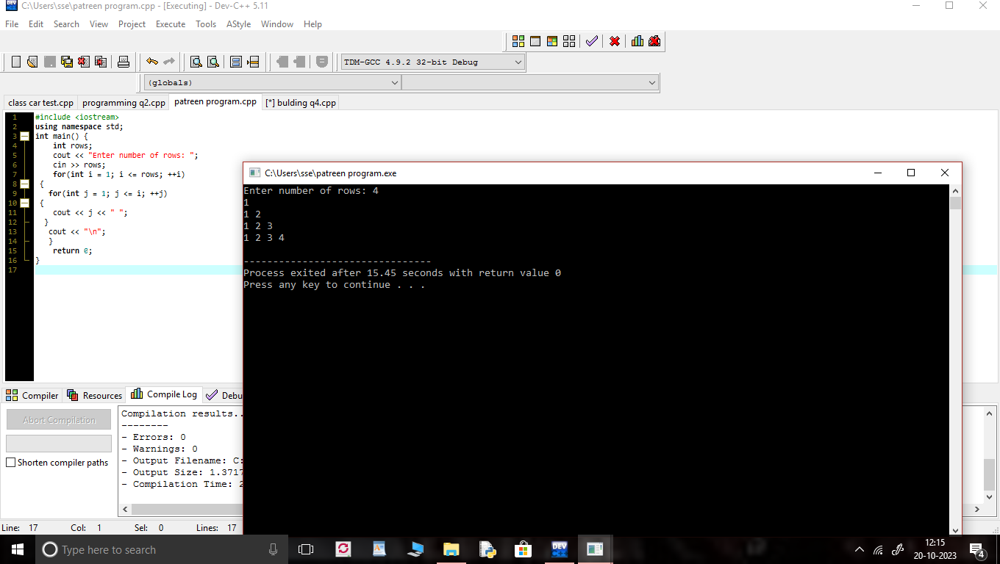 C:\Users\sse\patreen program.cpp - [Executing] - Dev-C++ 5.11
File Edit Search View Project Execute Tools AStyle Window Help
TDM-GCC 4.9.2 32-bit Debug
(globals)
class car test.cpp programming q2.cpp patreen program.cpp [*] bulding q4.cpp
1 #include <iostream>
2 using namespace std;
3 int main() {
4 int rows;
5 cout << "Enter number of rows: ";
6 cin >> rows;
7 for(int i = 1; i <= rows; ++i)
8 {
9 for(int j = 1; j <= i; ++j)
10 {
11 cout << j << " ";
12 }
13 cout << "\n";
14 }
15 return 0;
16 }
17
C:\Users\sse\patreen program.exe
Enter number of rows: 4
1
1 2
1 2 3
1 2 3 4
--------------------------------
Process exited after 15.45 seconds with return value 0
Press any key to continue . . .
Compiler Resources Compile Log Debu
Abort Compilation
Shorten compiler paths
Compilation results..
--------
- Errors: 0
- Warnings: 0
- Output Filename: C:
- Output Size: 1.3717
- Compilation Time: 2
Line: 17 Col: 1 Sel: 0 Lines: 17
Type here to search
DEV
12:15
20-10-2023
4